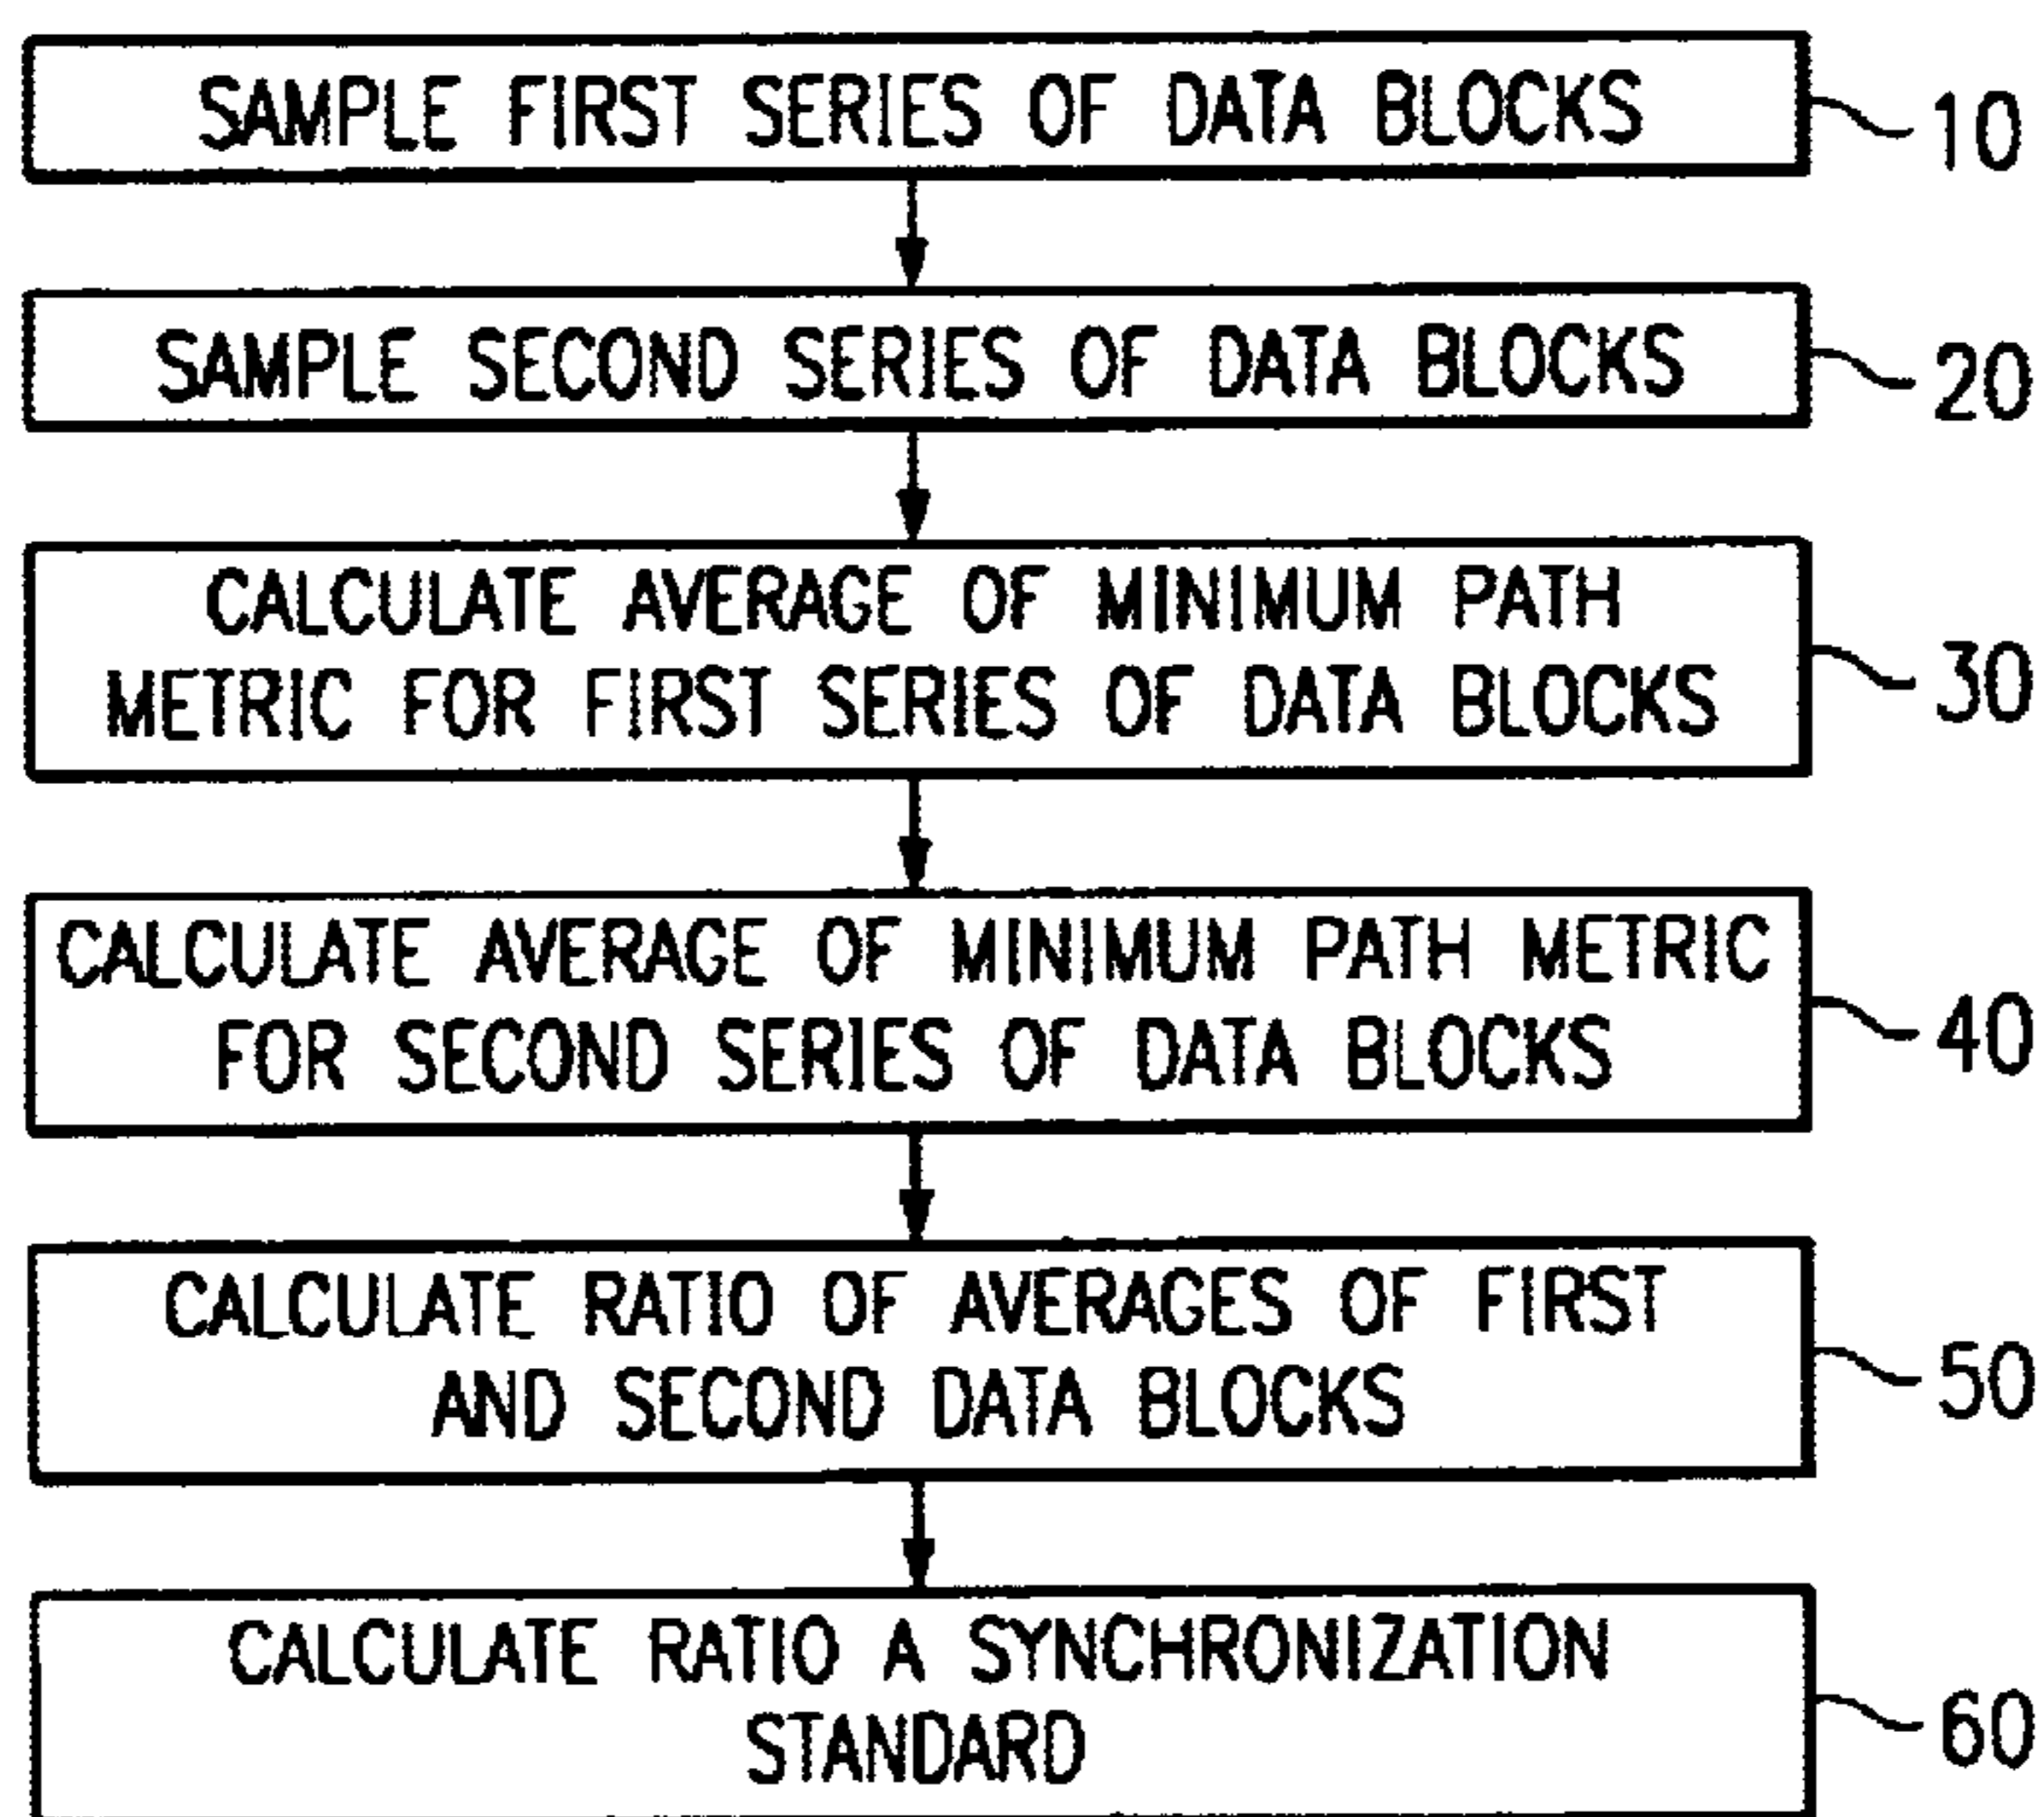 SAMPLE FIRST SERIES OF DATA BLOCKS
10
SAMPLE SECOND SERIES OF DATA BLOCKS
20
CALCULATE AVERAGE OF MINIMUM PATH
METRIC FOR FIRST SERIES OF DATA BLOCKS
30
CALCULATE AVERAGE OF MINIMUM PATH METRIC
FOR SECOND SERIES OF DATA BLOCKS
40
CALCULATE RATIO OF AVERAGES OF FIRST
AND SECOND DATA BLOCKS
50
CALCULATE RATIO A SYNCHRONIZATION
STANDARD
60